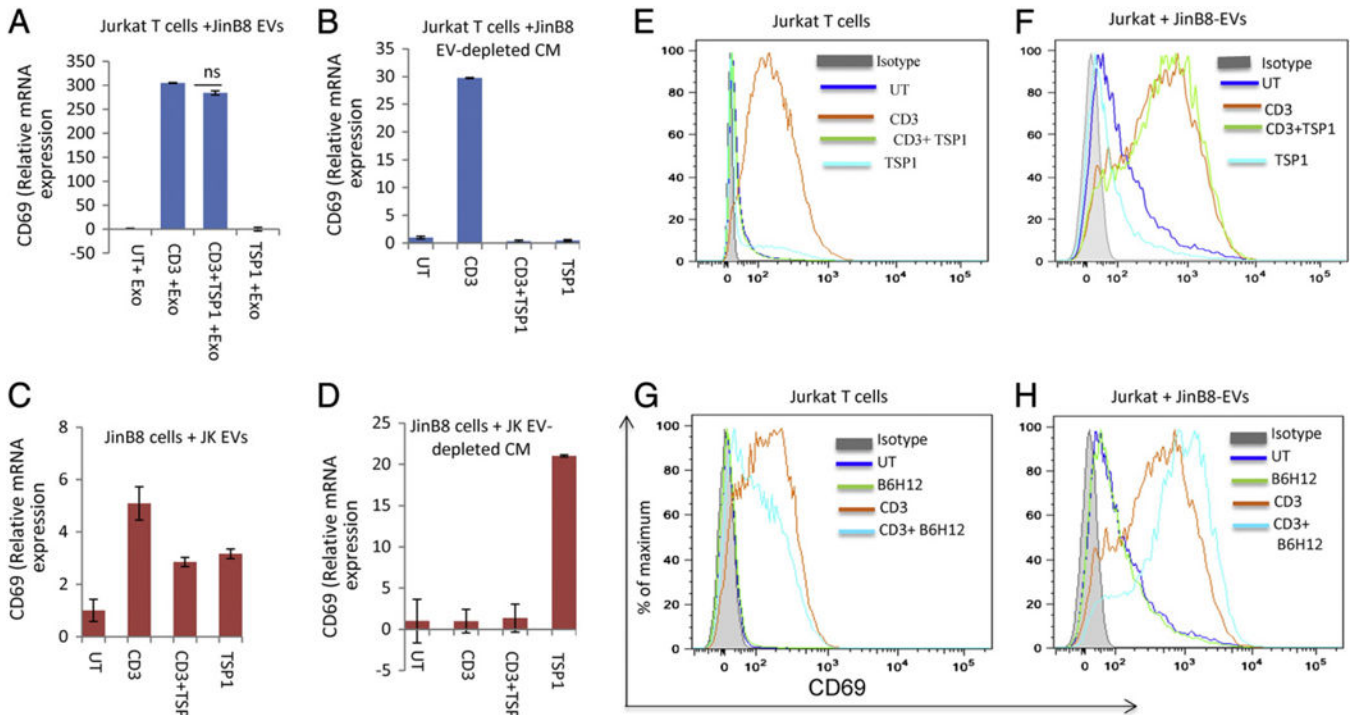 A
Jurkat T cells +JinB8 EVs
CD69 (Relative mRNA
expression
350
300
250
200
150
100
50
0
-50
ns
UT+ Exo
CD3 +Exo
CD3+TSP1 +Exo
TSP1 +Exo
B
Jurkat T cells +JinB8
EV-depleted CM
CD69 (Relative mRNA
expression
35
30
25
20
15
10
5
0
UT
CD3
CD3+TSP1
TSP1
C
JinB8 cells + JK EVs
CD69 (Relative mRNA
expression
8
6
4
2
0
UT
CD3
CD3+TSP
TSP1
D
JinB8 cells + JK EV-
depleted CM
CD69 (Relative mRNA
expression
25
20
15
10
5
0
-5
UT
CD3
CD3+TSP
TSP1
E
Jurkat T cells
100
80
60
40
20
0
Isotype
UT
CD3
CD3+ TSP1
TSP1
0 10² 10³ 10⁴ 10⁵
F
Jurkat + JinB8-EVs
100
80
60
40
20
0
Isotype
UT
CD3
CD3+TSP1
TSP1
0 10² 10³ 10⁴ 10⁵
G
Jurkat T cells
% of maximum
100
80
60
40
20
0
Isotype
UT
B6H12
CD3
CD3+ B6H12
0 10² 10³ 10⁴ 10⁵
H
Jurkat + JinB8-EVs
100
80
60
40
20
0
Isotype
UT
B6H12
CD3
CD3+
B6H12
0 10² 10³ 10⁴ 10⁵
CD69